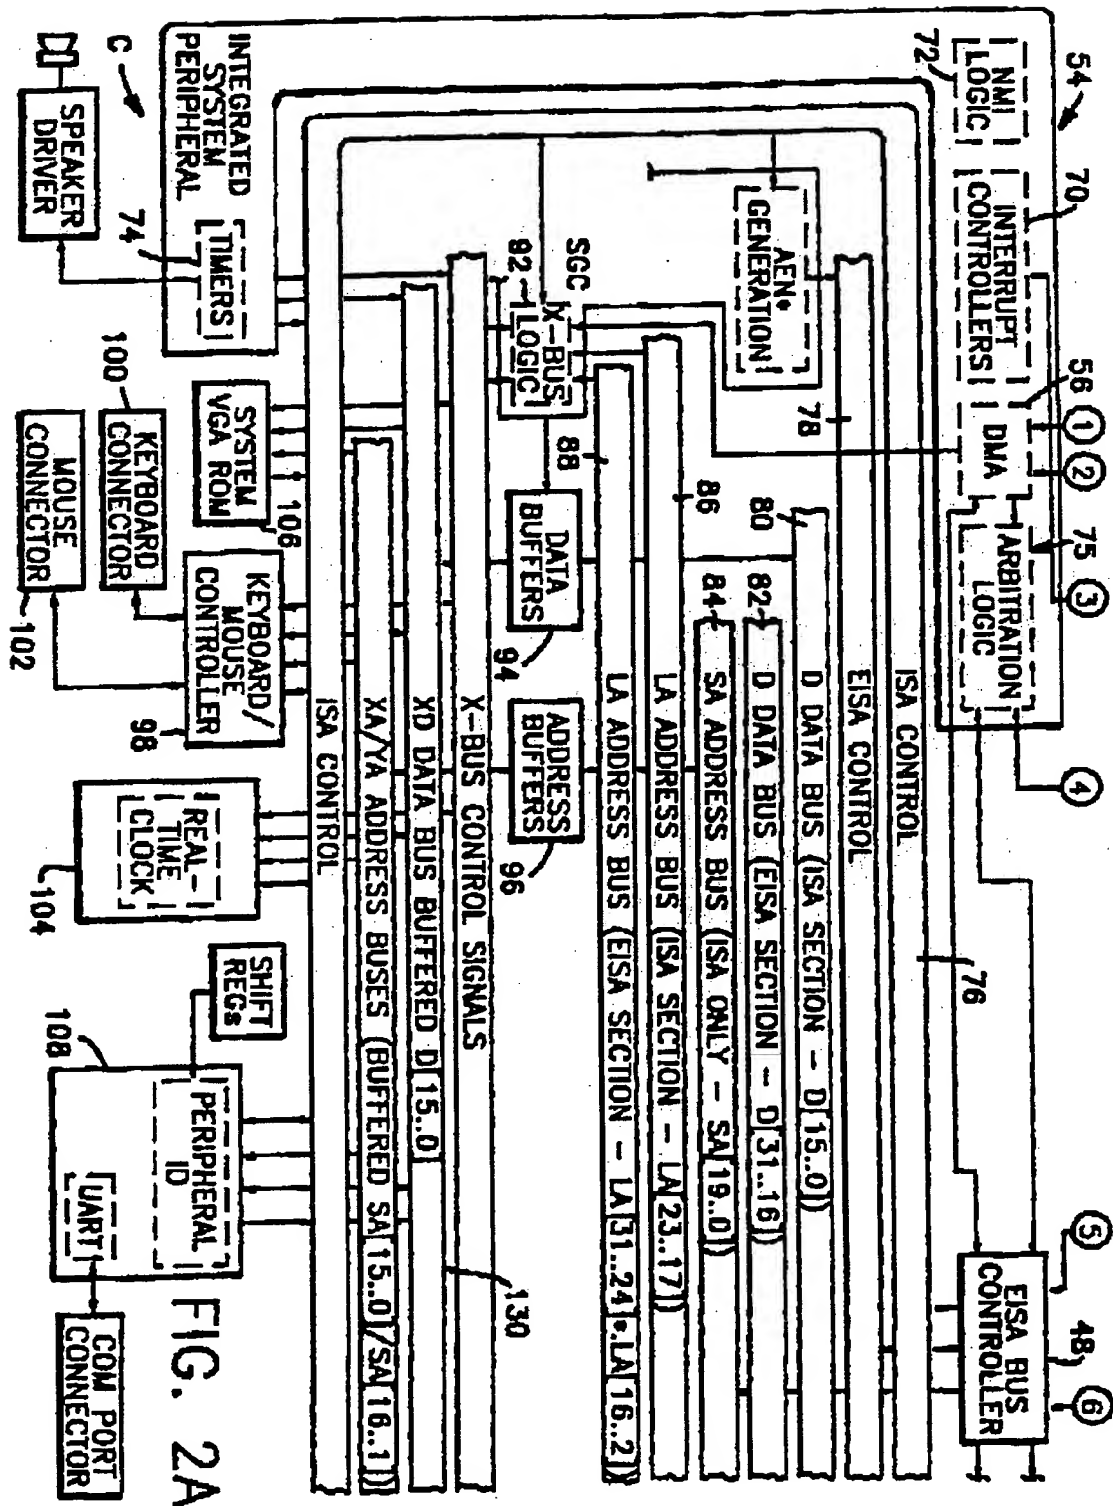 54
NMI
LOGIC
72
70
INTERRUPT
CONTROLLERS
56
DMA
1
2
75
ARBITRATION
LOGIC
3
4
76
5
48
6
EISA BUS
CONTROLLER
ISA CONTROL
EISA CONTROL
78
D DATA BUS (ISA SECTION - D[15..0])
80
D DATA BUS (EISA SECTION - D[31..16])
82
SA ADDRESS BUS (ISA ONLY - SA[19..0])
84
LA ADDRESS BUS (ISA SECTION - LA[23..17])
86
LA ADDRESS BUS (EISA SECTION - LA[31..24]*,LA[16..2])
88
AEN*
GENERATION
SGC
92
X-BUS
LOGIC
DATA
BUFFERS
94
ADDRESS
BUFFERS
96
X-BUS CONTROL SIGNALS
XD DATA BUS BUFFERED D[15..0]
130
XA/YA ADDRESS BUSES (BUFFERED SA[15..0]/SA[16..1])
ISA CONTROL
INTEGRATED
SYSTEM
PERIPHERAL
C
74
TIMERS
SPEAKER
DRIVER
SYSTEM
VGA ROM
106
100
KEYBOARD
CONNECTOR
MOUSE
CONNECTOR
102
KEYBOARD/
MOUSE
CONTROLLER
98
REAL-
TIME
CLOCK
104
SHIFT
REGs
108
PERIPHERAL
ID
UART
COM PORT
CONNECTOR
FIG. 2A